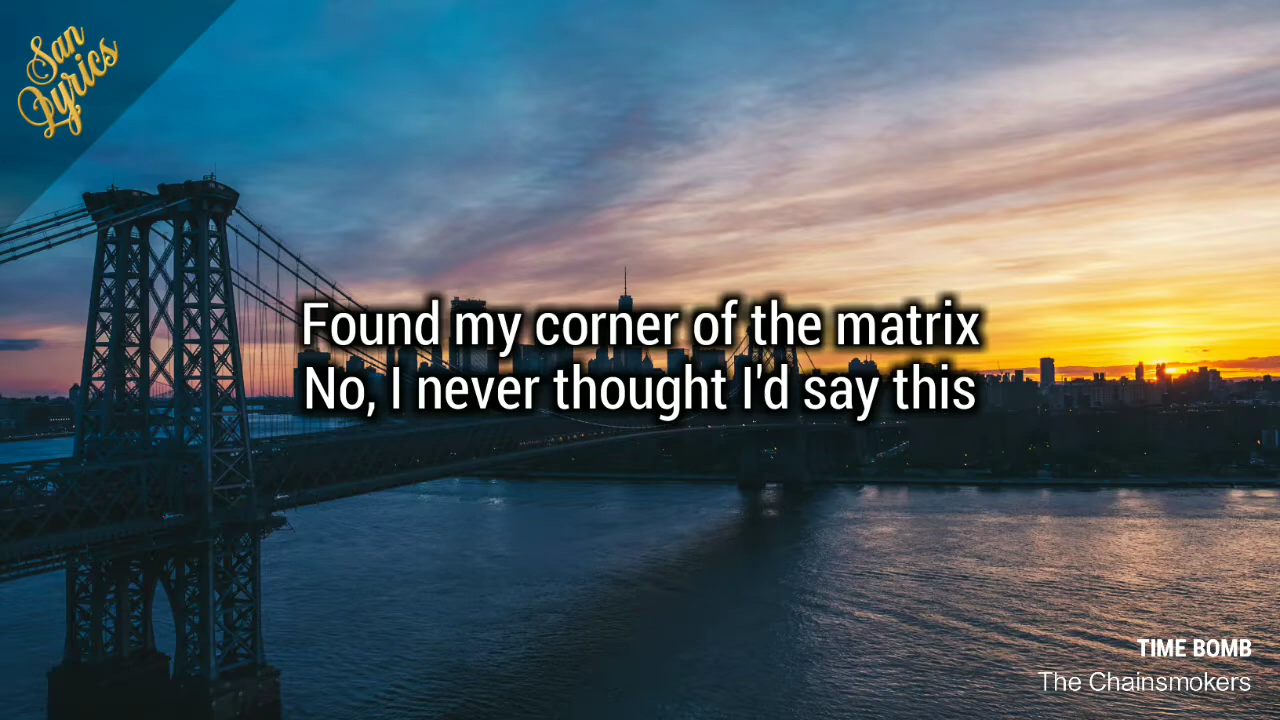 San
Lyrics
Found my corner of the matrix
No, I never thought I'd say this
TIME BOMB
The Chainsmokers